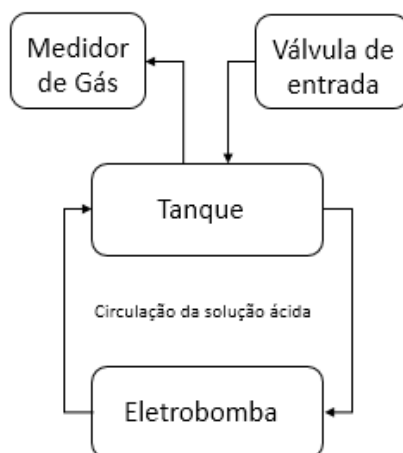 Medidor
de Gás
Válvula de
entrada
Tanque
Circulação da solução ácida
Eletrobomba